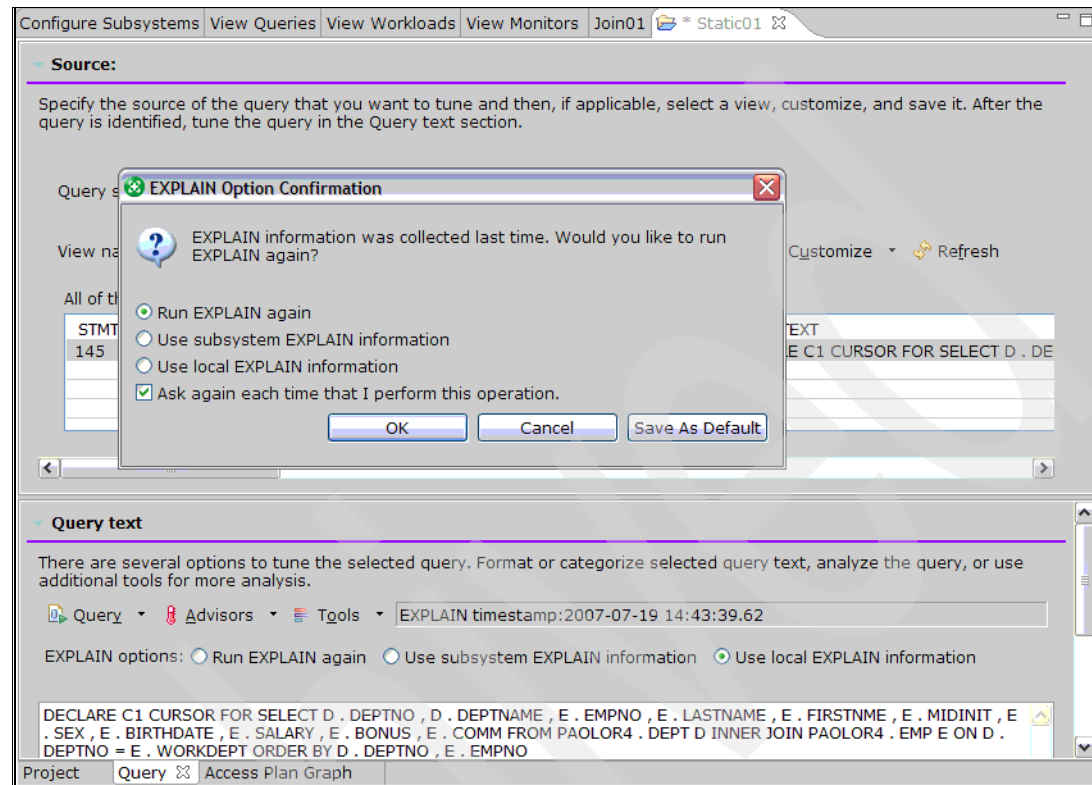 Configure Subsystems View Queries View Workloads View Monitors Join01 * Static01
Source:
Specify the source of the query that you want to tune and then, if applicable, select a view, customize, and save it. After the
query is identified, tune the query in the Query text section.
Query s
EXPLAIN Option Confirmation
EXPLAIN information was collected last time. Would you like to run
EXPLAIN again?
View na
Customize Refresh
All of th
Run EXPLAIN again
STMT
TEXT
Use subsystem EXPLAIN information
145
E C1 CURSOR FOR SELECT D . DE
Use local EXPLAIN information
Ask again each time that I perform this operation.
OK Cancel Save As Default
Query text
There are several options to tune the selected query. Format or categorize selected query text, analyze the query, or use
additional tools for more analysis.
Query Advisors Tools EXPLAIN timestamp:2007-07-19 14:43:39.62
EXPLAIN options: Run EXPLAIN again Use subsystem EXPLAIN information Use local EXPLAIN information
DECLARE C1 CURSOR FOR SELECT D . DEPTNO , D . DEPTNAME , E . EMPNO , E . LASTNAME , E . FIRSTNME , E . MIDINIT , E
. SEX , E . BIRTHDATE , E . SALARY , E . BONUS , E . COMM FROM PAOLOR4 . DEPT D INNER JOIN PAOLOR4 . EMP E ON D .
DEPTNO = E . WORKDEPT ORDER BY D . DEPTNO , E . EMPNO
Project Query Access Plan Graph